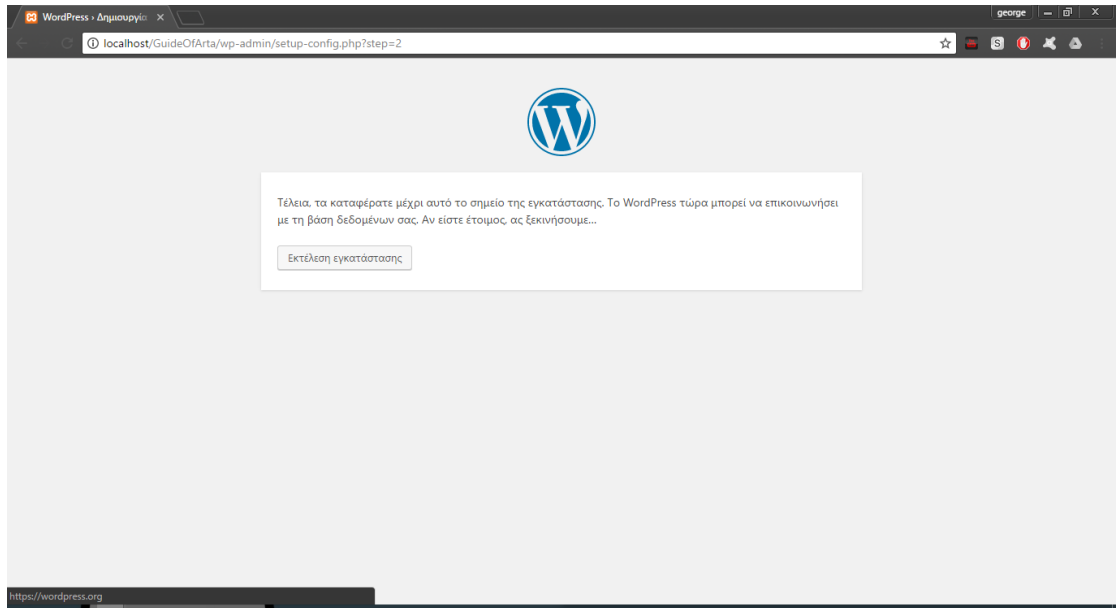 WordPress › Δημιουργία
george
localhost/GuideOfArta/wp-admin/setup-config.php?step=2
Τέλεια, τα καταφέρατε μέχρι αυτό το σημείο της εγκατάστασης. Το WordPress τώρα μπορεί να επικοινωνήσει
με τη βάση δεδομένων σας. Αν είστε έτοιμος, ας ξεκινήσουμε...
Εκτέλεση εγκατάστασης
https://wordpress.org